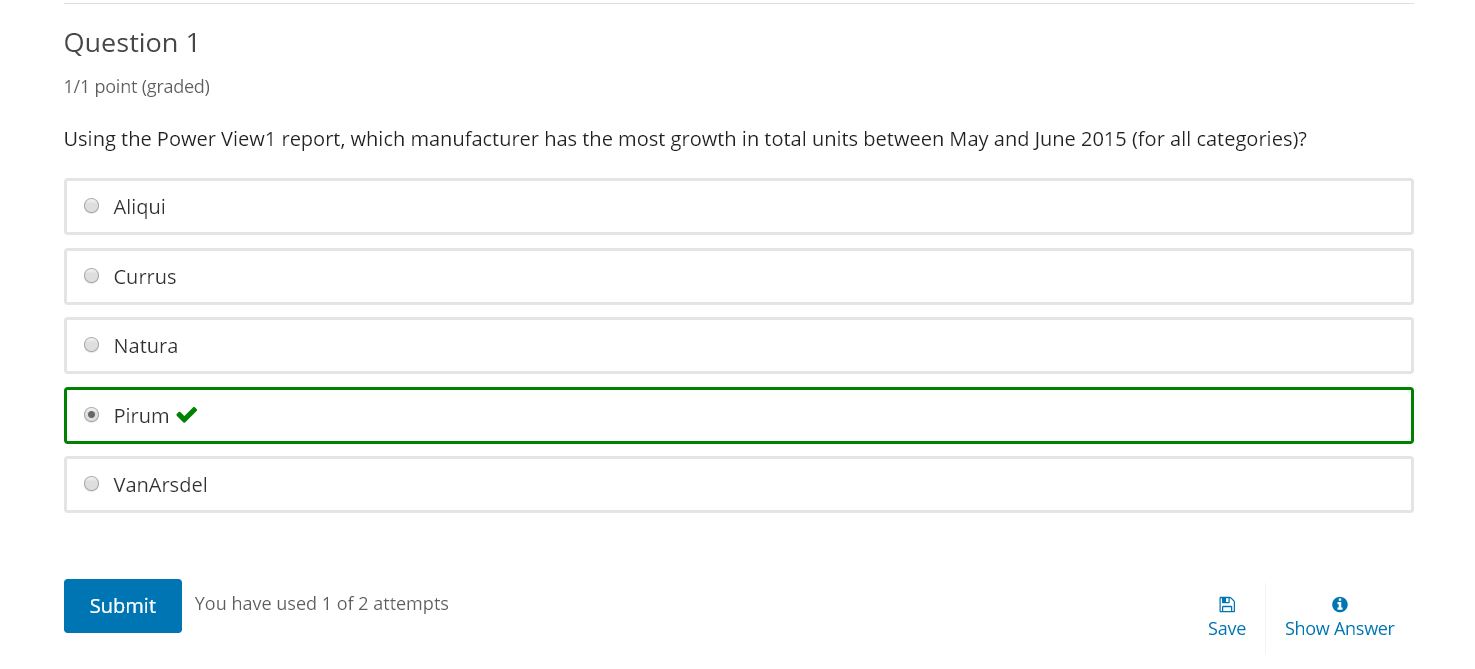 Question 1
1/1 point (graded)
Using the Power View1 report, which manufacturer has the most growth in total units between May and June 2015 (for all categories)?
Aliqui
Currus
Natura
Pirum
VanArsdel
Submit You have used 1 of 2 attempts
Save Show Answer